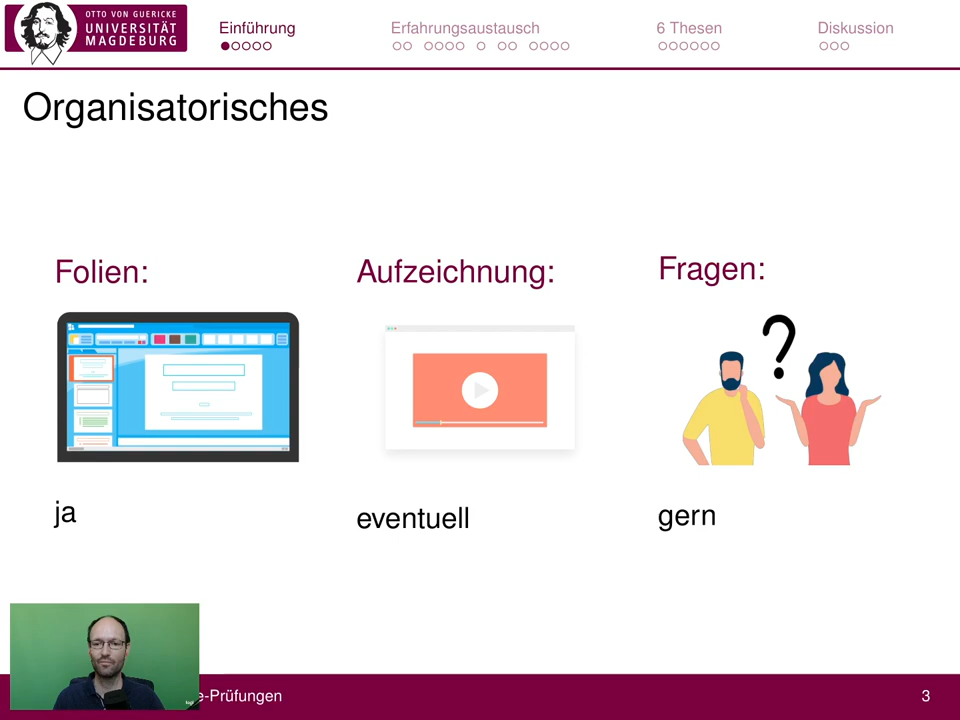 OTTO VON GUERICKE
UNIVERSITÄT
MAGDEBURG
Einführung
Erfahrungsaustausch
6 Thesen
Diskussion
Organisatorisches
Folien:
Aufzeichnung:
Fragen:
?
ja
eventuell
gern
e-Prüfungen
3